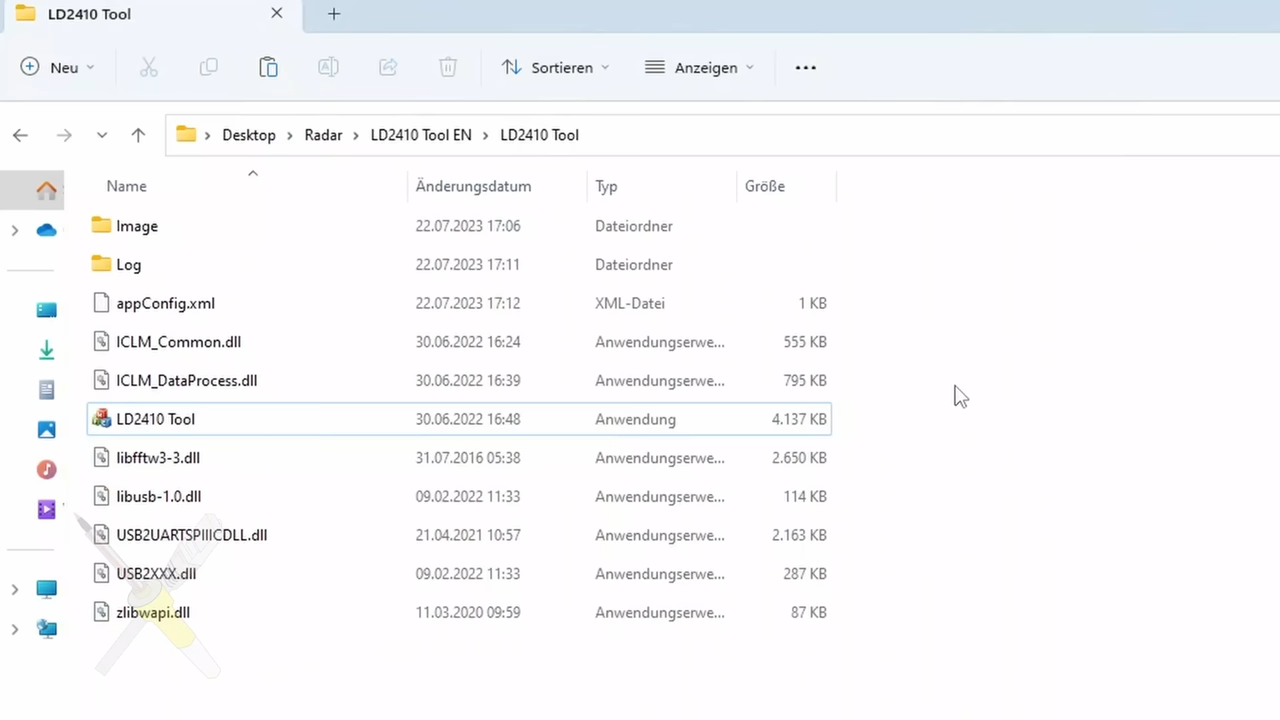 LD2410 Tool
Neu
Sortieren
Anzeigen
Desktop Radar LD2410 Tool EN LD2410 Tool
Name Änderungsdatum Typ Größe
Image 22.07.2023 17:06 Dateiordner
Log 22.07.2023 17:11 Dateiordner
appConfig.xml 22.07.2023 17:12 XML-Datei 1 KB
ICLM_Common.dll 30.06.2022 16:24 Anwendungserwe... 555 KB
ICLM_DataProcess.dll 30.06.2022 16:39 Anwendungserwe... 795 KB
LD2410 Tool 30.06.2022 16:48 Anwendung 4.137 KB
libfftw3-3.dll 31.07.2016 05:38 Anwendungserwe... 2.650 KB
libusb-1.0.dll 09.02.2022 11:33 Anwendungserwe... 114 KB
USB2UARTSPIIICDLL.dll 21.04.2021 10:57 Anwendungserwe... 2.163 KB
USB2XXX.dll 09.02.2022 11:33 Anwendungserwe... 287 KB
zlibwapi.dll 11.03.2020 09:59 Anwendungserwe... 87 KB